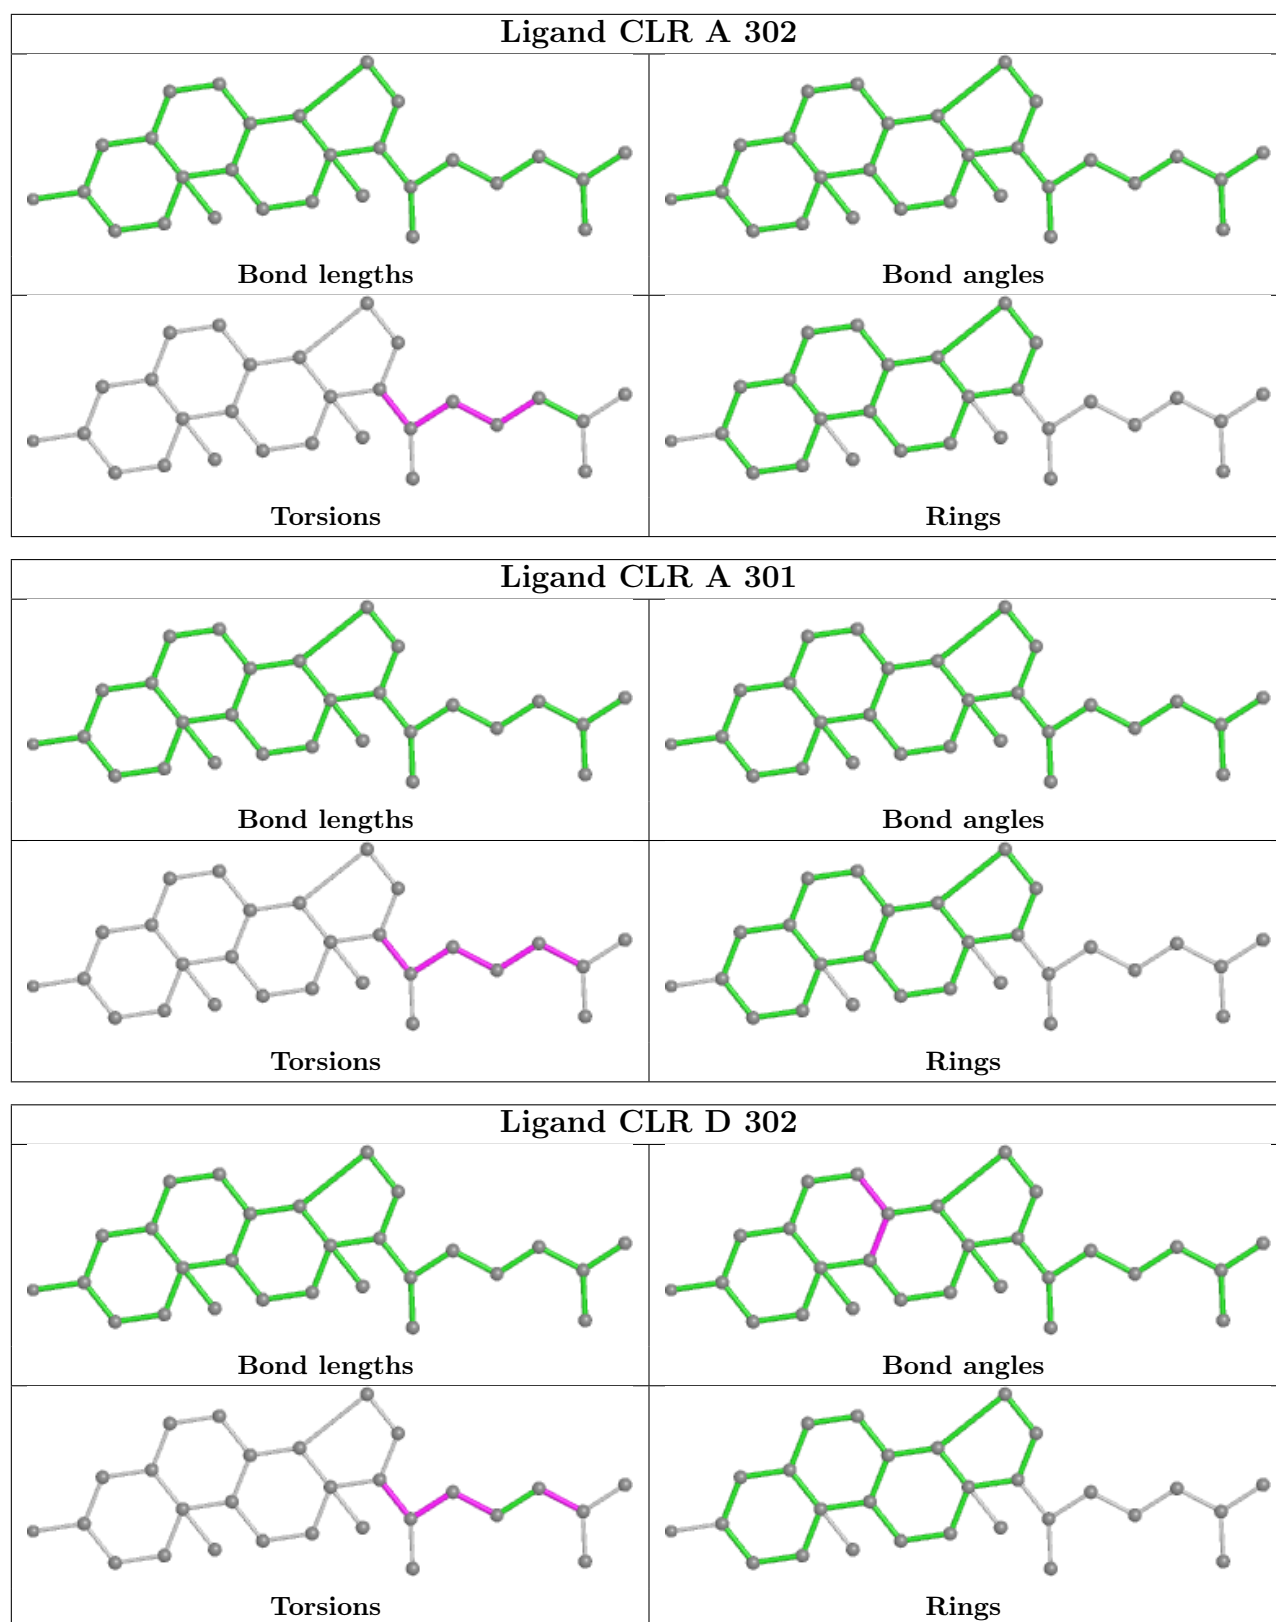 Ligand CLR A 302
Bond lengths
Bond angles
Torsions
Rings
Ligand CLR A 301
Bond lengths
Bond angles
Torsions
Rings
Ligand CLR D 302
Bond lengths
Bond angles
Torsions
Rings